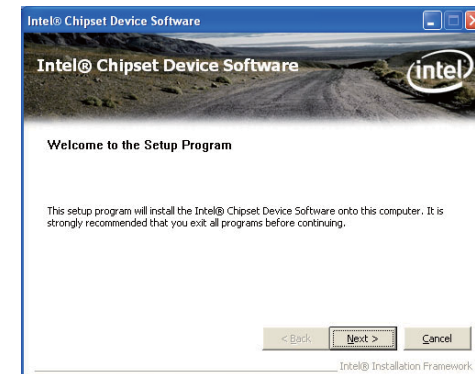 Intel® Chipset Device Software
Intel® Chipset Device Software
intel
Welcome to the Setup Program
This setup program will install the Intel® Chipset Device Software onto this computer. It is
strongly recommended that you exit all programs before continuing.
< Back
Next >
Cancel
Intel® Installation Framework